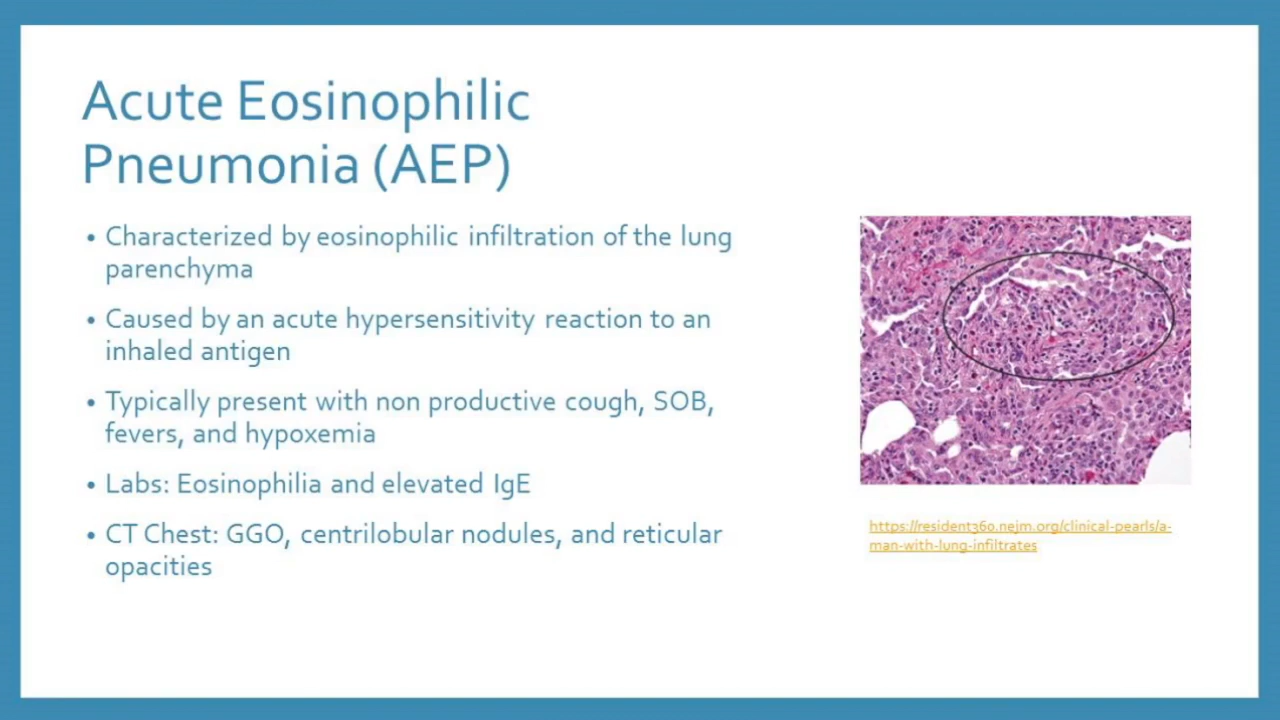 Acute Eosinophilic
Pneumonia (AEP)
• Characterized by eosinophilic infiltration of the lung
parenchyma
• Caused by an acute hypersensitivity reaction to an
inhaled antigen
• Typically present with non productive cough, SOB,
fevers, and hypoxemia
• Labs: Eosinophilia and elevated IgE
• CT Chest: GGO, centrilobular nodules, and reticular
opacities
https://resident360.nejm.org/clinical-pearls/a-
man-with-lung-infiltrates